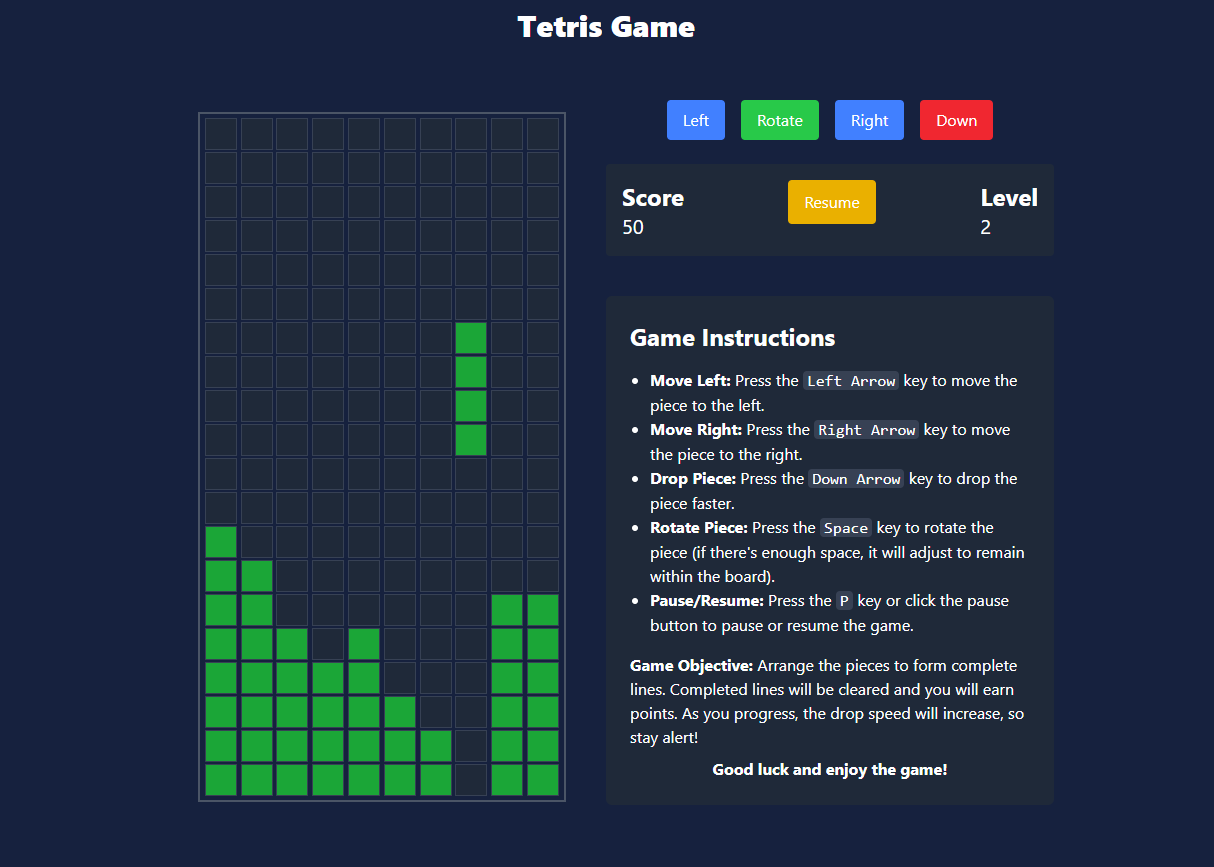 Tetris Game
Left
Rotate
Right
Down
Score
50
Resume
Level
2
Game Instructions
Move Left: Press the Left Arrow key to move the
piece to the left.
Move Right: Press the Right Arrow key to move
the piece to the right.
Drop Piece: Press the Down Arrow key to drop the
piece faster.
Rotate Piece: Press the Space key to rotate the
piece (if there's enough space, it will adjust to remain
within the board).
Pause/Resume: Press the P key or click the pause
button to pause or resume the game.
Game Objective: Arrange the pieces to form complete
lines. Completed lines will be cleared and you will earn
points. As you progress, the drop speed will increase, so
stay alert!
Good luck and enjoy the game!